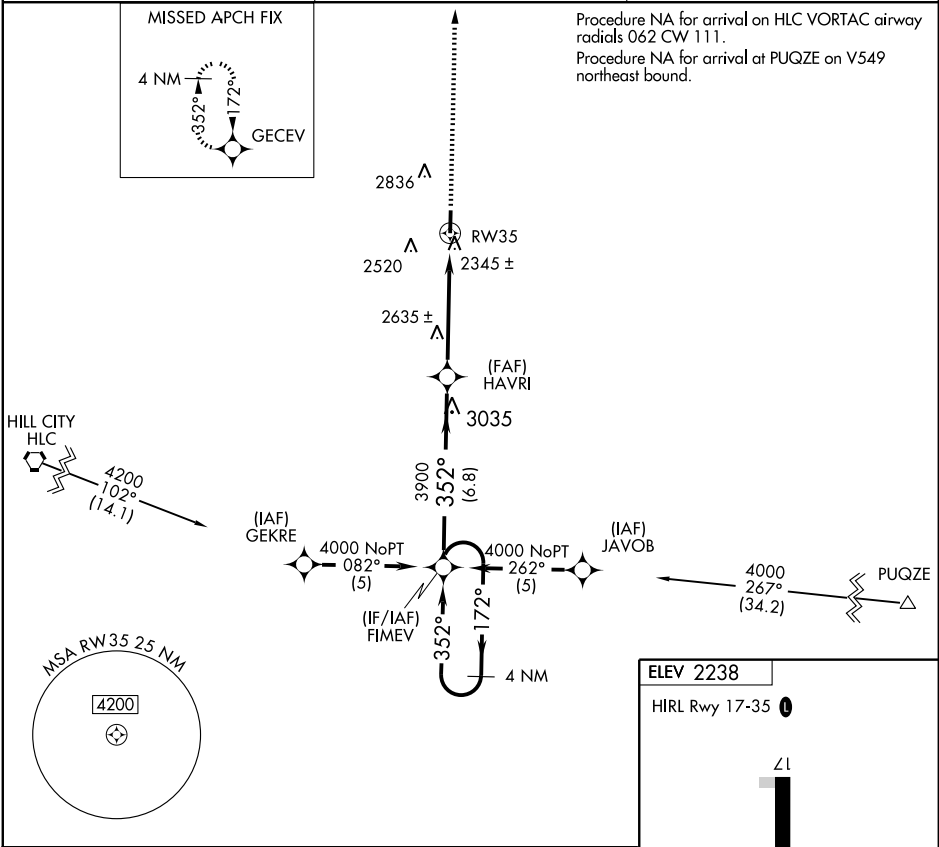 MISSED APCH FIX
4 NM
352°
172°
GECEV
Procedure NA for arrival on HLC VORTAC airway
radials 062 CW 111.
Procedure NA for arrival at PUQZE on V549
northeast bound.
2836
RW35
2520
2345 ±
2635 ±
(FAF)
HAVRI
3035
HILL CITY
HLC
4200
102°
(14.1)
3900
352°
(6.8)
(IAF)
GEKRE
4000 NoPT
082°
(5)
4000 NoPT
262°
(5)
(IAF)
JAVOB
4000
267°
(34.2)
PUQZE
(IF/IAF)
FIMEV
352°
172°
4 NM
MSA RW35 25 NM
4200
ELEV 2238
HIRL Rwy 17-35 L
17